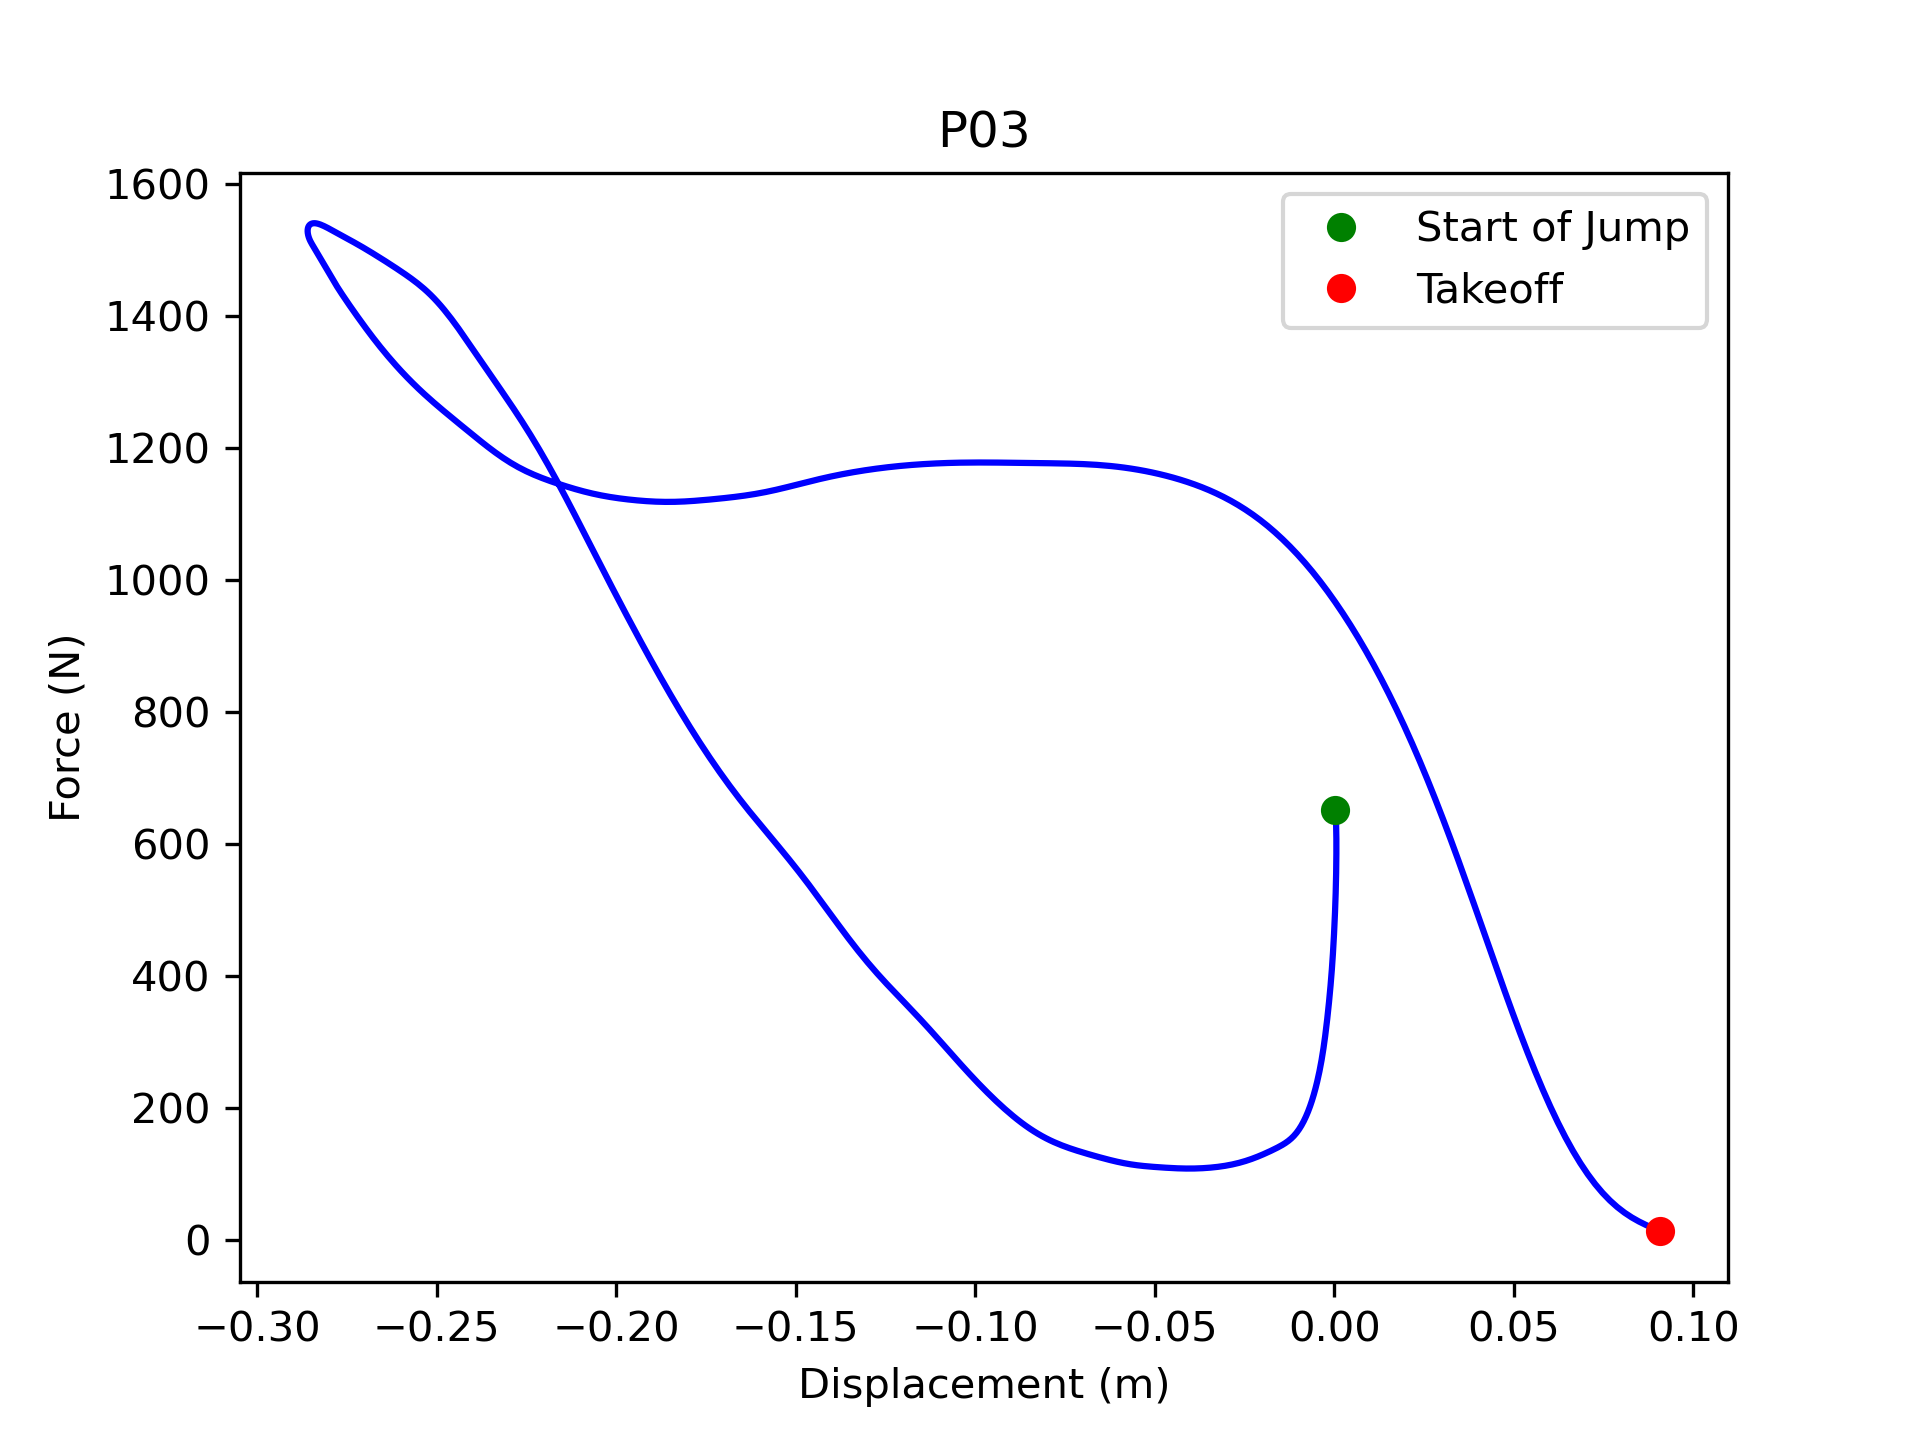 P03
1600
1400
1200
1000
800
600
400
200
0
Force (N)
Start of Jump
Takeoff
−0.30 −0.25 −0.20 −0.15 −0.10 −0.05 0.00 0.05 0.10
Displacement (m)